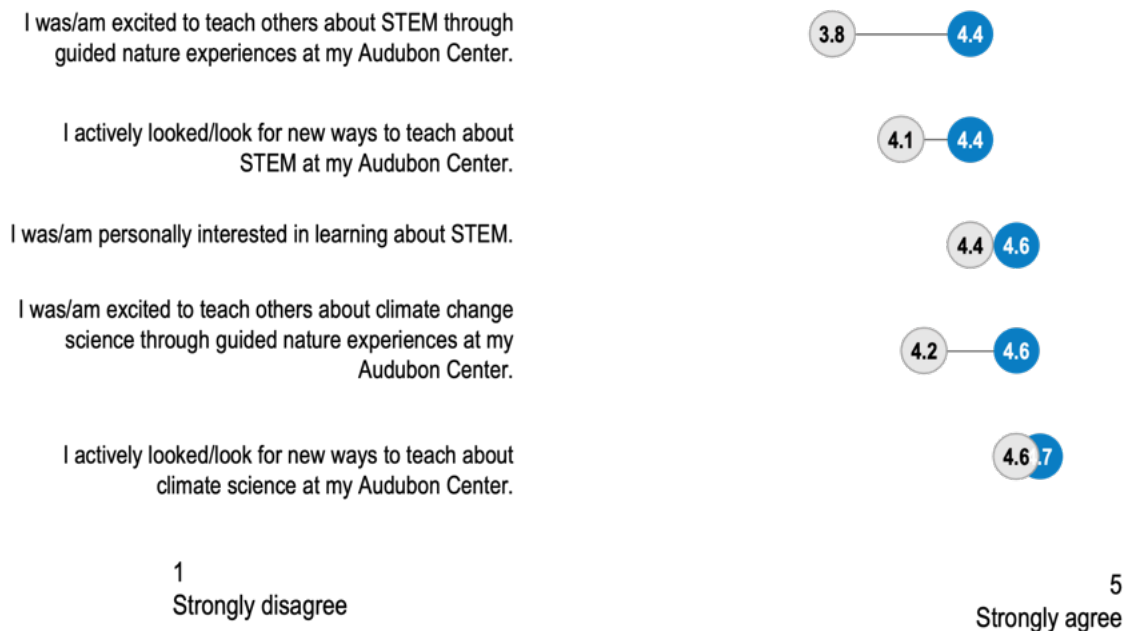 I was/am excited to teach others about STEM through
guided nature experiences at my Audubon Center.
3.8
4.4
I actively looked/look for new ways to teach about
STEM at my Audubon Center.
4.1
4.4
I was/am personally interested in learning about STEM.
4.4
4.6
I was/am excited to teach others about climate change
science through guided nature experiences at my
Audubon Center.
4.2
4.6
I actively looked/look for new ways to teach about
climate science at my Audubon Center.
4.6
.7
1
Strongly disagree
5
Strongly agree